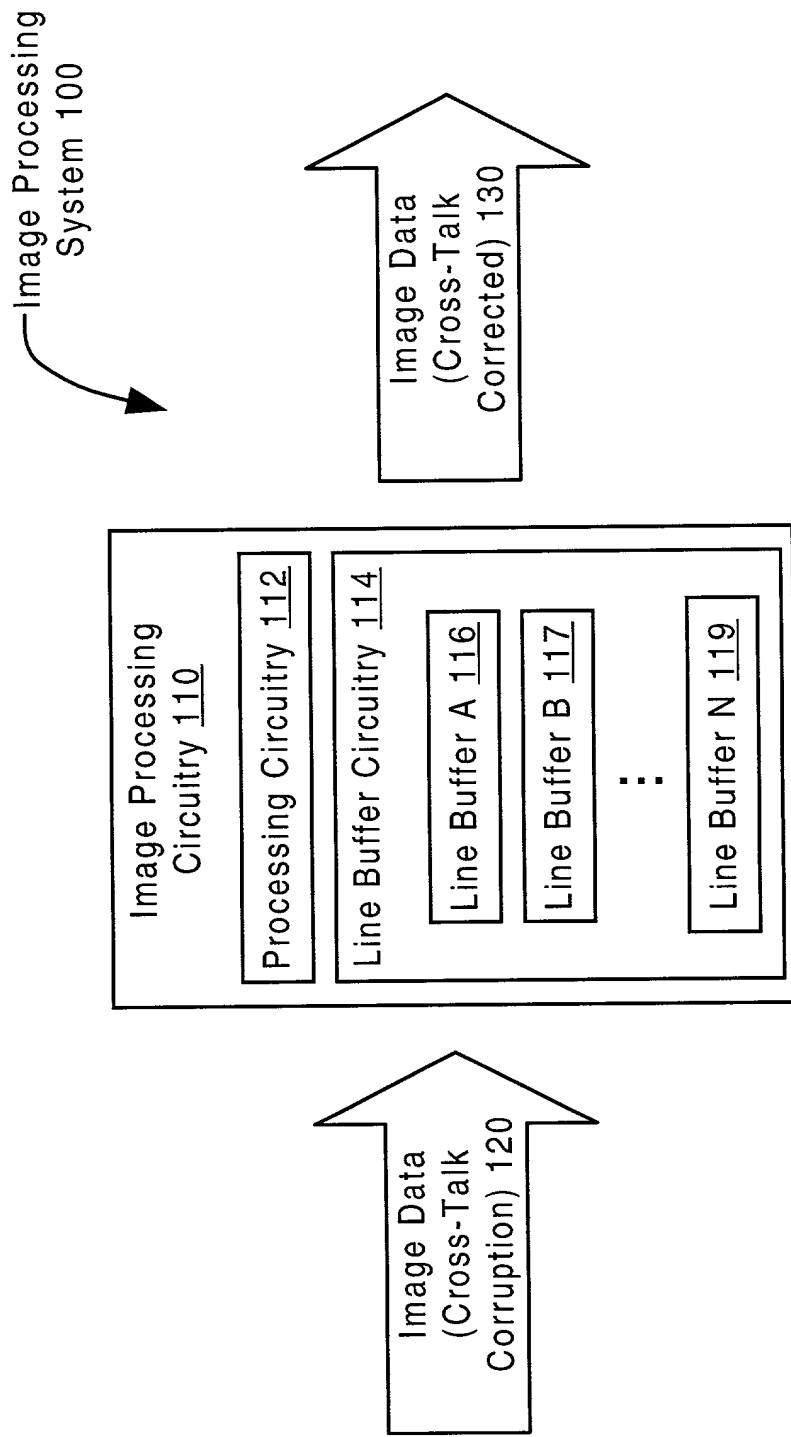 Image Processing
System 100
Image Processing
Circuitry 110
Processing Circuitry 112
Line Buffer Circuitry 114
Line Buffer A 116
Line Buffer B 117
...
Line Buffer N 119
Image Data
(Cross-Talk
Corruption) 120
Image Data
(Cross-Talk
Corrected) 130